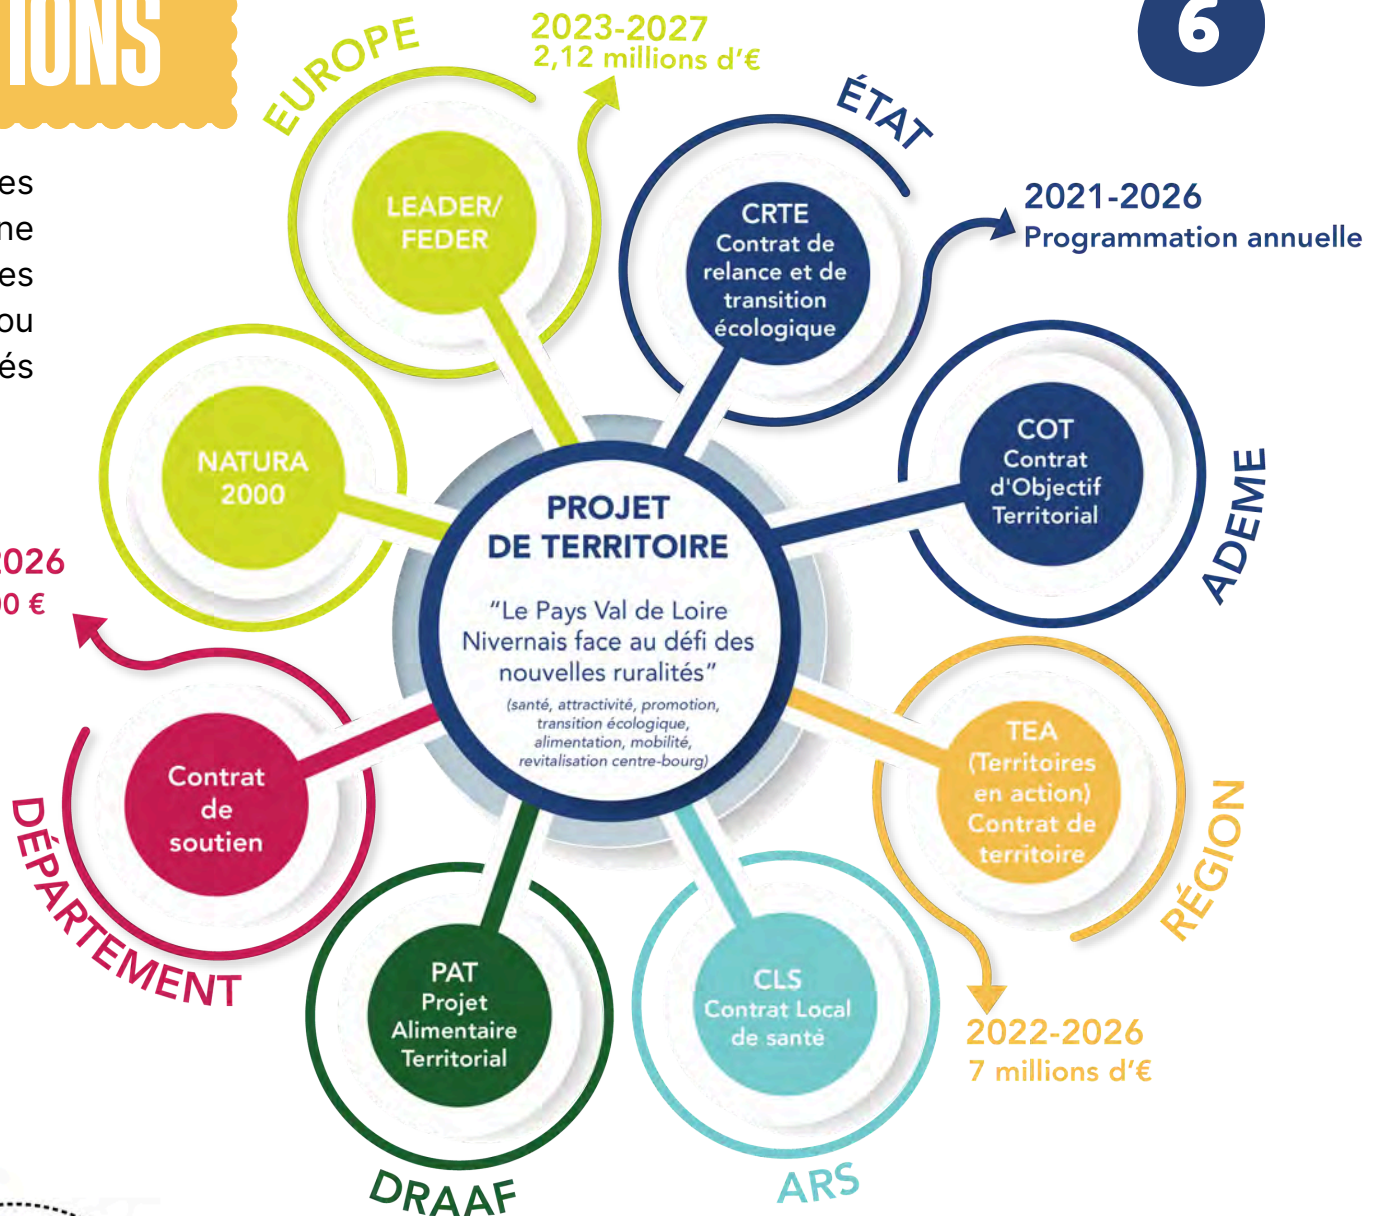 IONS
6
es
ne
es
ou
és
EUROPE
2023-2027
2,12 millions d'€
LEADER/
FEDER
ÉTAT
CRTE
Contrat de
relance et de
transition
écologique
2021-2026
Programmation annuelle
NATURA
2000
COT
Contrat
d'Objectif
Territorial
ADEME
PROJET
DE TERRITOIRE
“Le Pays Val de Loire
Nivernais face au défi des
nouvelles ruralités”
(santé, attractivité, promotion,
transition écologique,
alimentation, mobilité,
revitalisation centre-bourg)
2026
00 €
Contrat
de
soutien
DÉPARTEMENT
TEA
(Territoires
en action)
Contrat de
territoire
RÉGION
2022-2026
7 millions d'€
PAT
Projet
Alimentaire
Territorial
DRAAF
CLS
Contrat Local
de santé
ARS